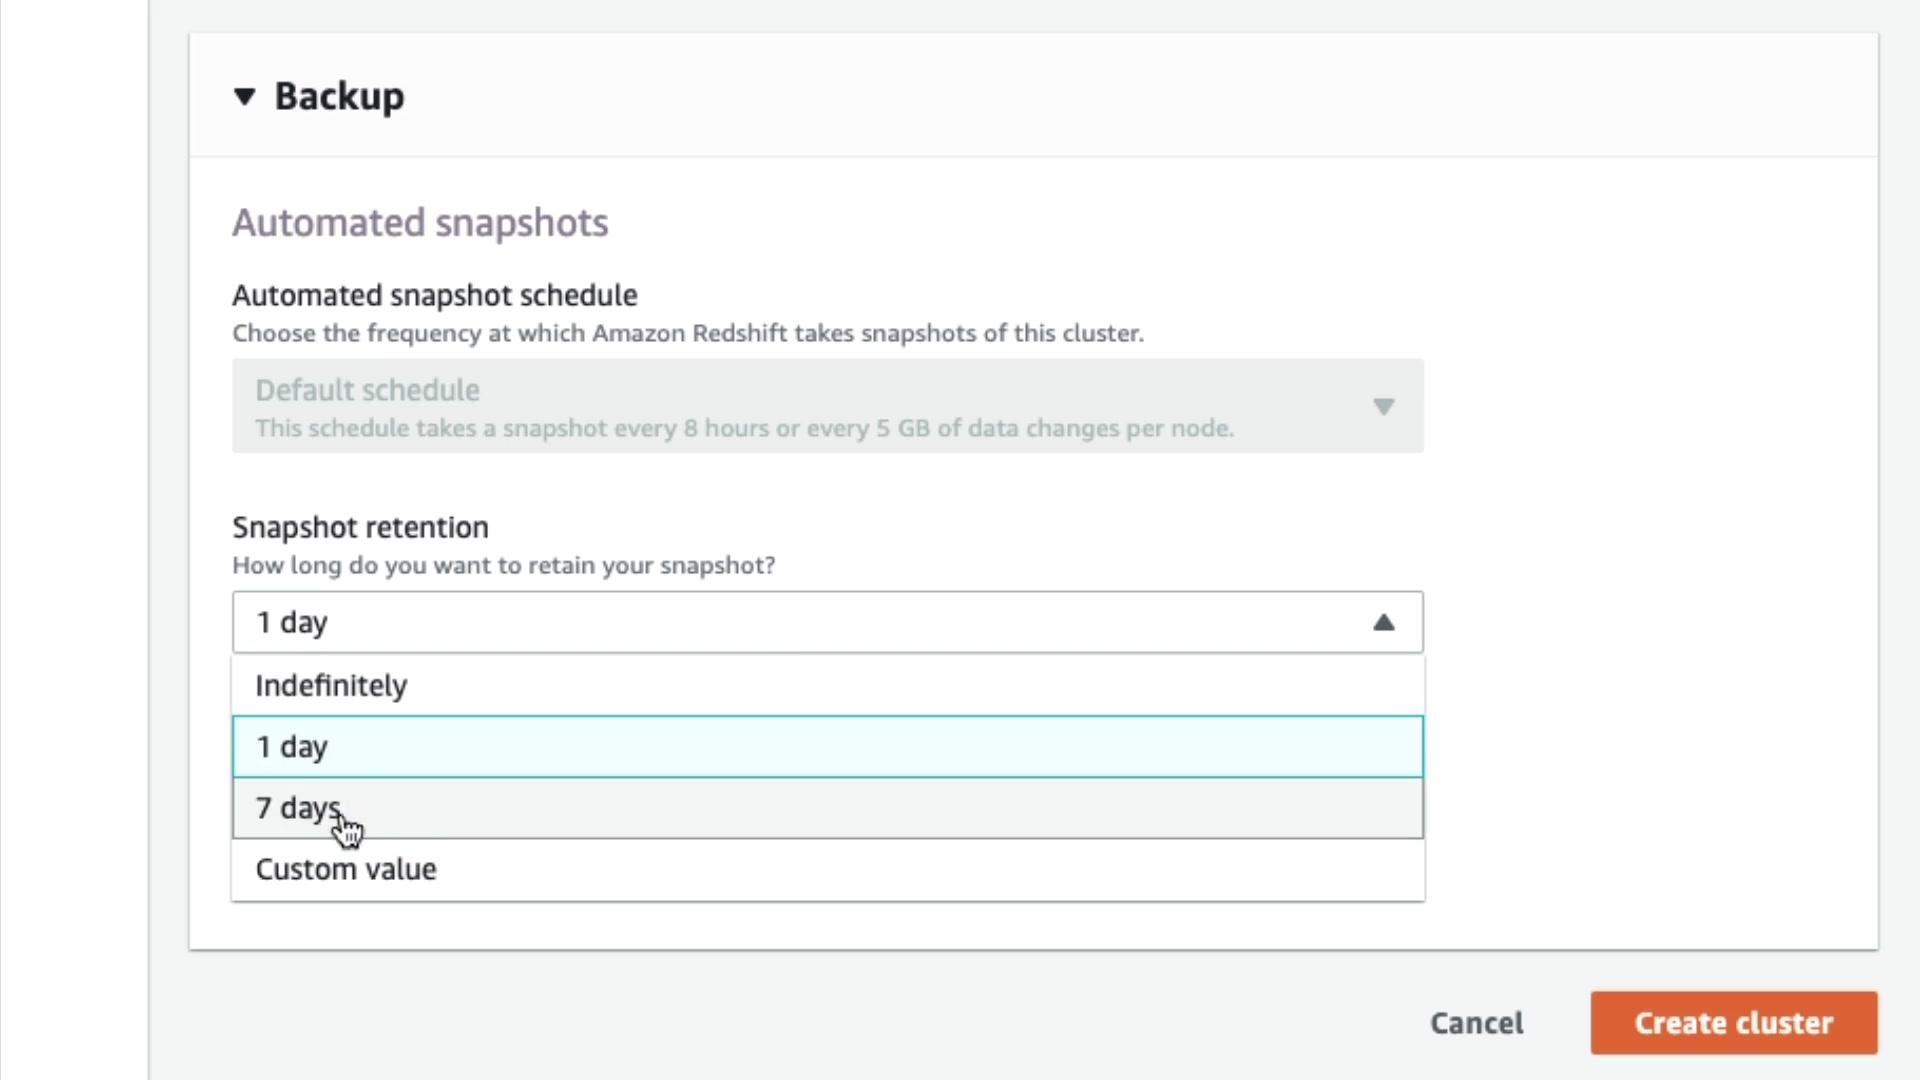 Backup
Automated snapshots
Automated snapshot schedule
Choose the frequency at which Amazon Redshift takes snapshots of this cluster.
Default schedule
This schedule takes a snapshot every 8 hours or every 5 GB of data changes per node.
Snapshot retention
How long do you want to retain your snapshot?
1 day
Indefinitely
1 day
7 days
Custom value
Cancel
Create cluster